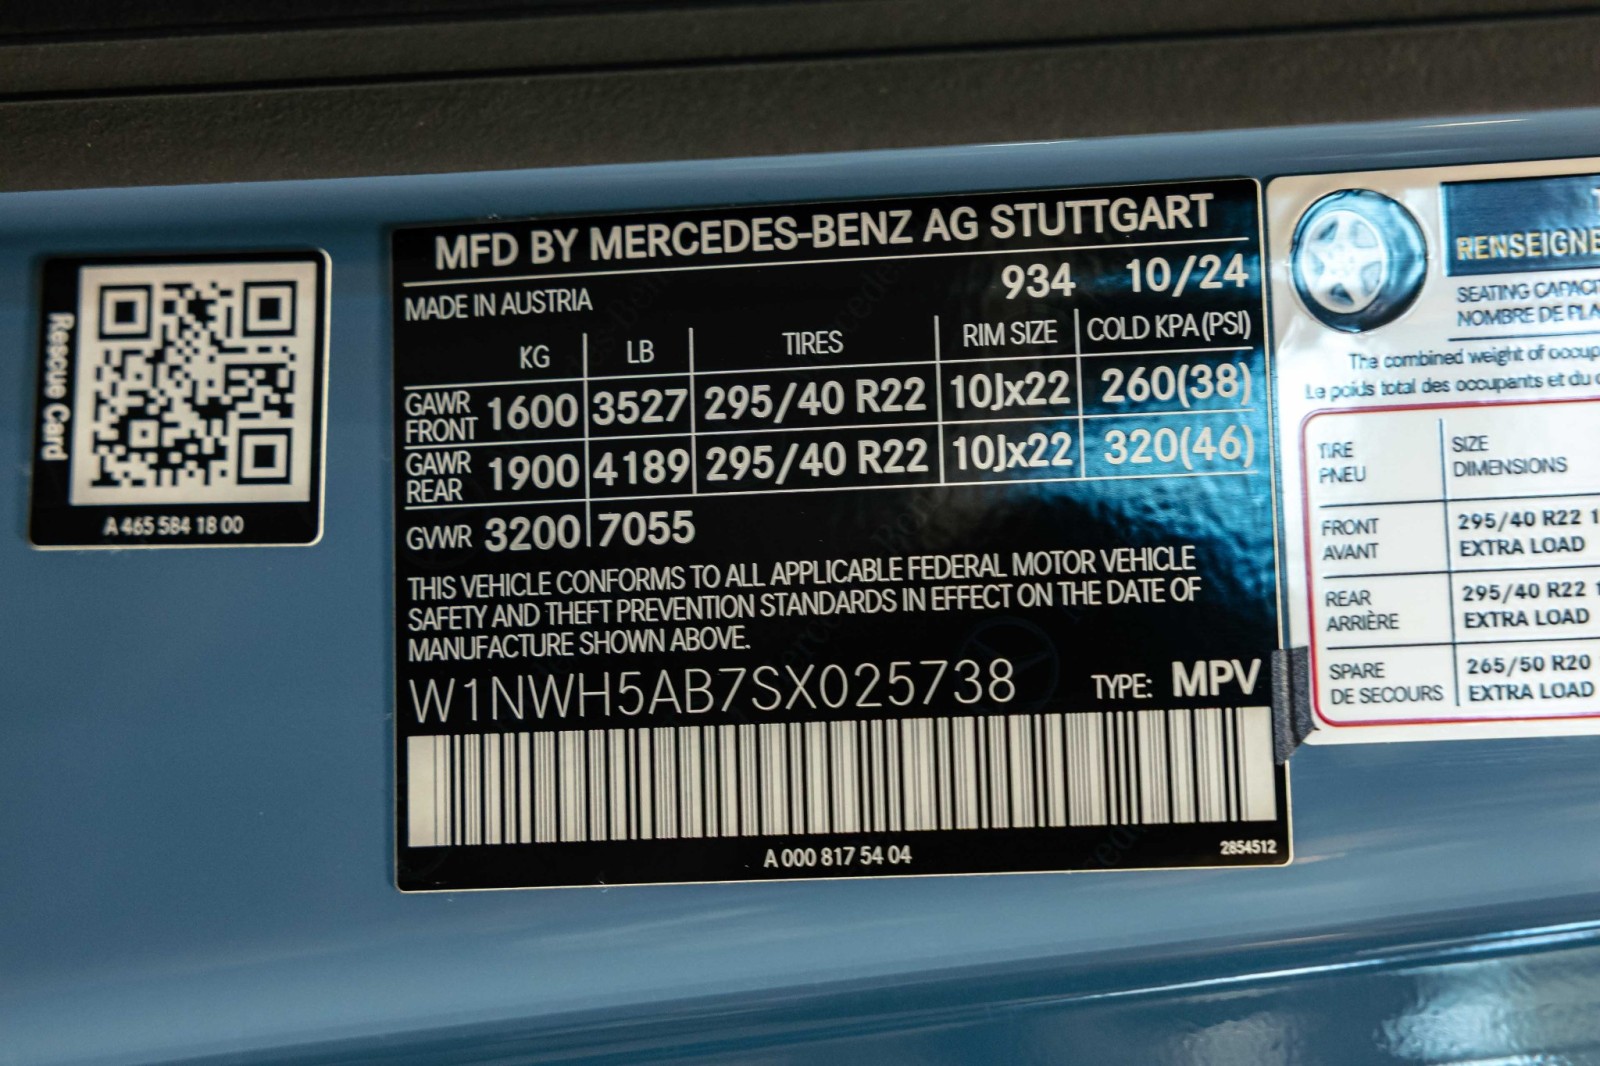 Rescue Card
A 465 584 18 00
MFD BY MERCEDES-BENZ AG STUTTGART
MADE IN AUSTRIA 934 10/24
KG LB TIRES RIM SIZE COLD KPA(PSI)
GAWR FRONT 1600 3527 295/40 R22 10Jx22 260(38)
GAWR REAR 1900 4189 295/40 R22 10Jx22 320(46)
GVWR 3200 7055
THIS VEHICLE CONFORMS TO ALL APPLICABLE FEDERAL MOTOR VEHICLE
SAFETY AND THEFT PREVENTION STANDARDS IN EFFECT ON THE DATE OF
MANUFACTURE SHOWN ABOVE.
W1NWH5AB7SX025738 TYPE: MPV
A 000 817 54 04 2854512
SEATING
NOMBRE DE
The combined weight of
Le poids total des occupants et du
TIRE SIZE
PNEU DIMENSIONS
FRONT 295/40 R22
AVANT EXTRA LOAD
REAR 295/40 R22
ARRIÈRE EXTRA LOAD
SPARE 265/50 R20
DE SECOURS EXTRA LOAD